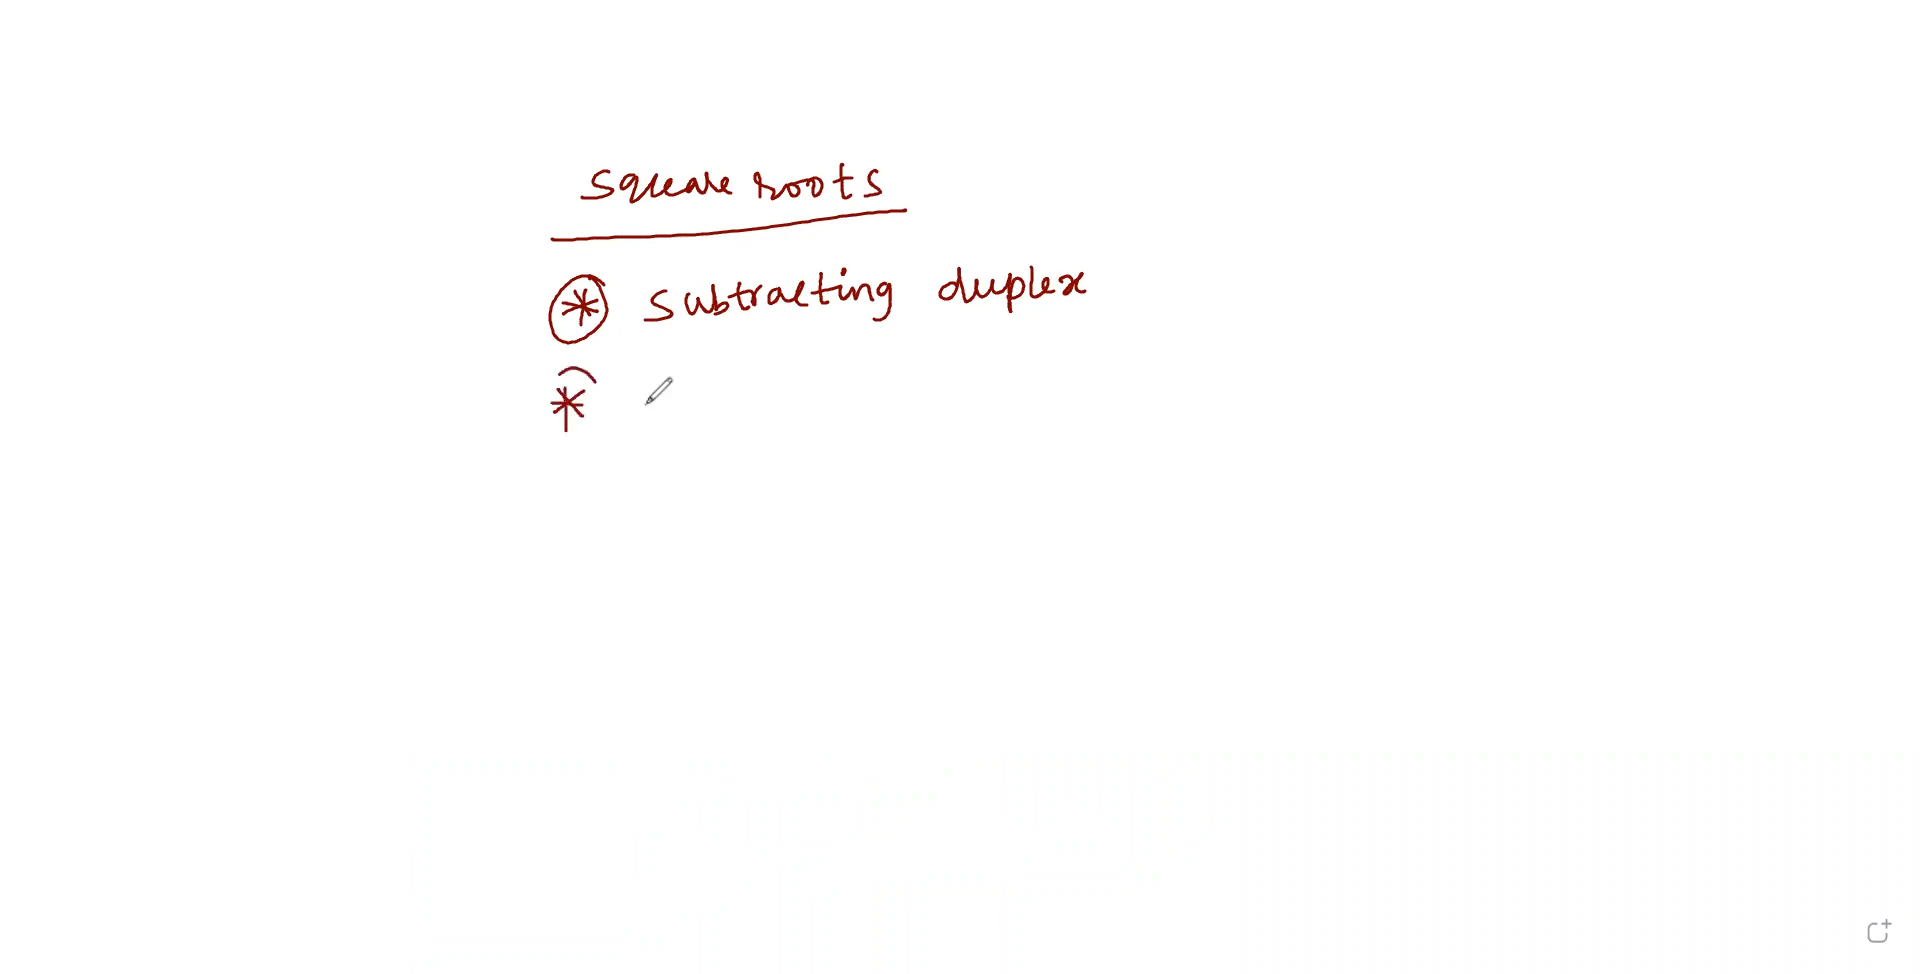 square roots
* subtracting duplex
*